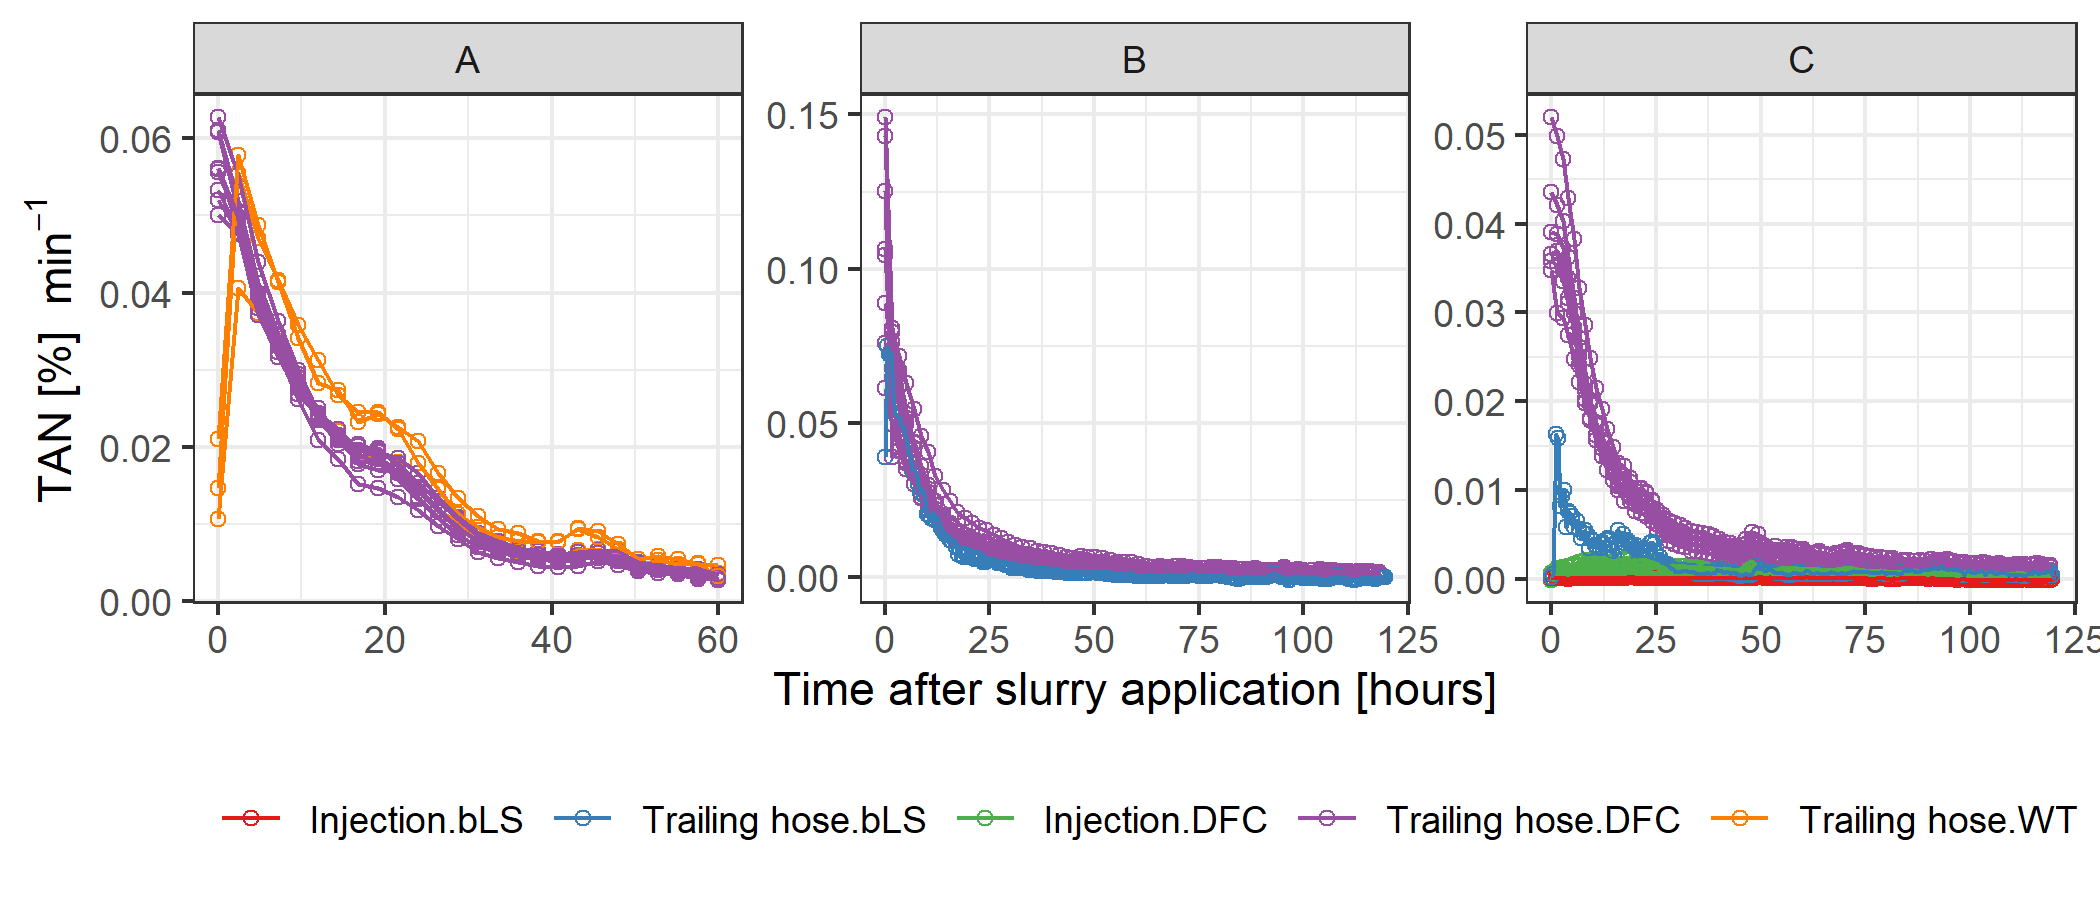 A B C
TAN [%] min⁻¹
0.06
0.04
0.02
0.00
0.15
0.10
0.05
0.00
0.05
0.04
0.03
0.02
0.01
0.00
0 20 40 60
0 25 50 75 100 125
0 25 50 75 100 125
Time after slurry application [hours]
Injection.bLS Trailing hose.bLS Injection.DFC Trailing hose.DFC Trailing hose.WT